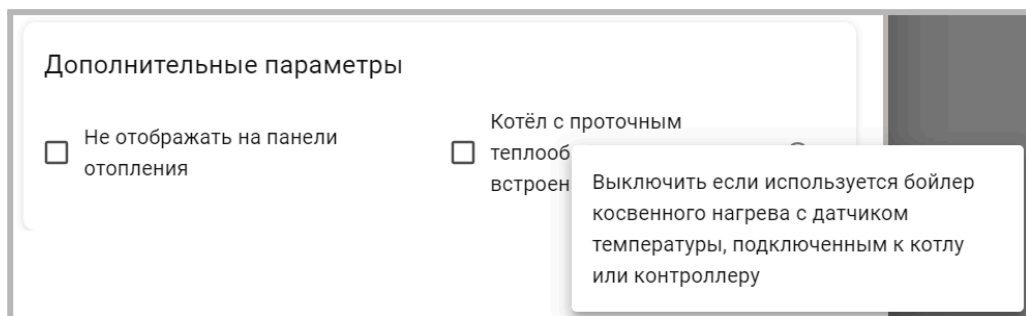 Дополнительные параметры
Не отображать на панели
отопления
Котёл с проточным
теплооб
встроен
Выключить если используется бойлер
косвенного нагрева с датчиком
температуры, подключенным к котлу
или контроллеру